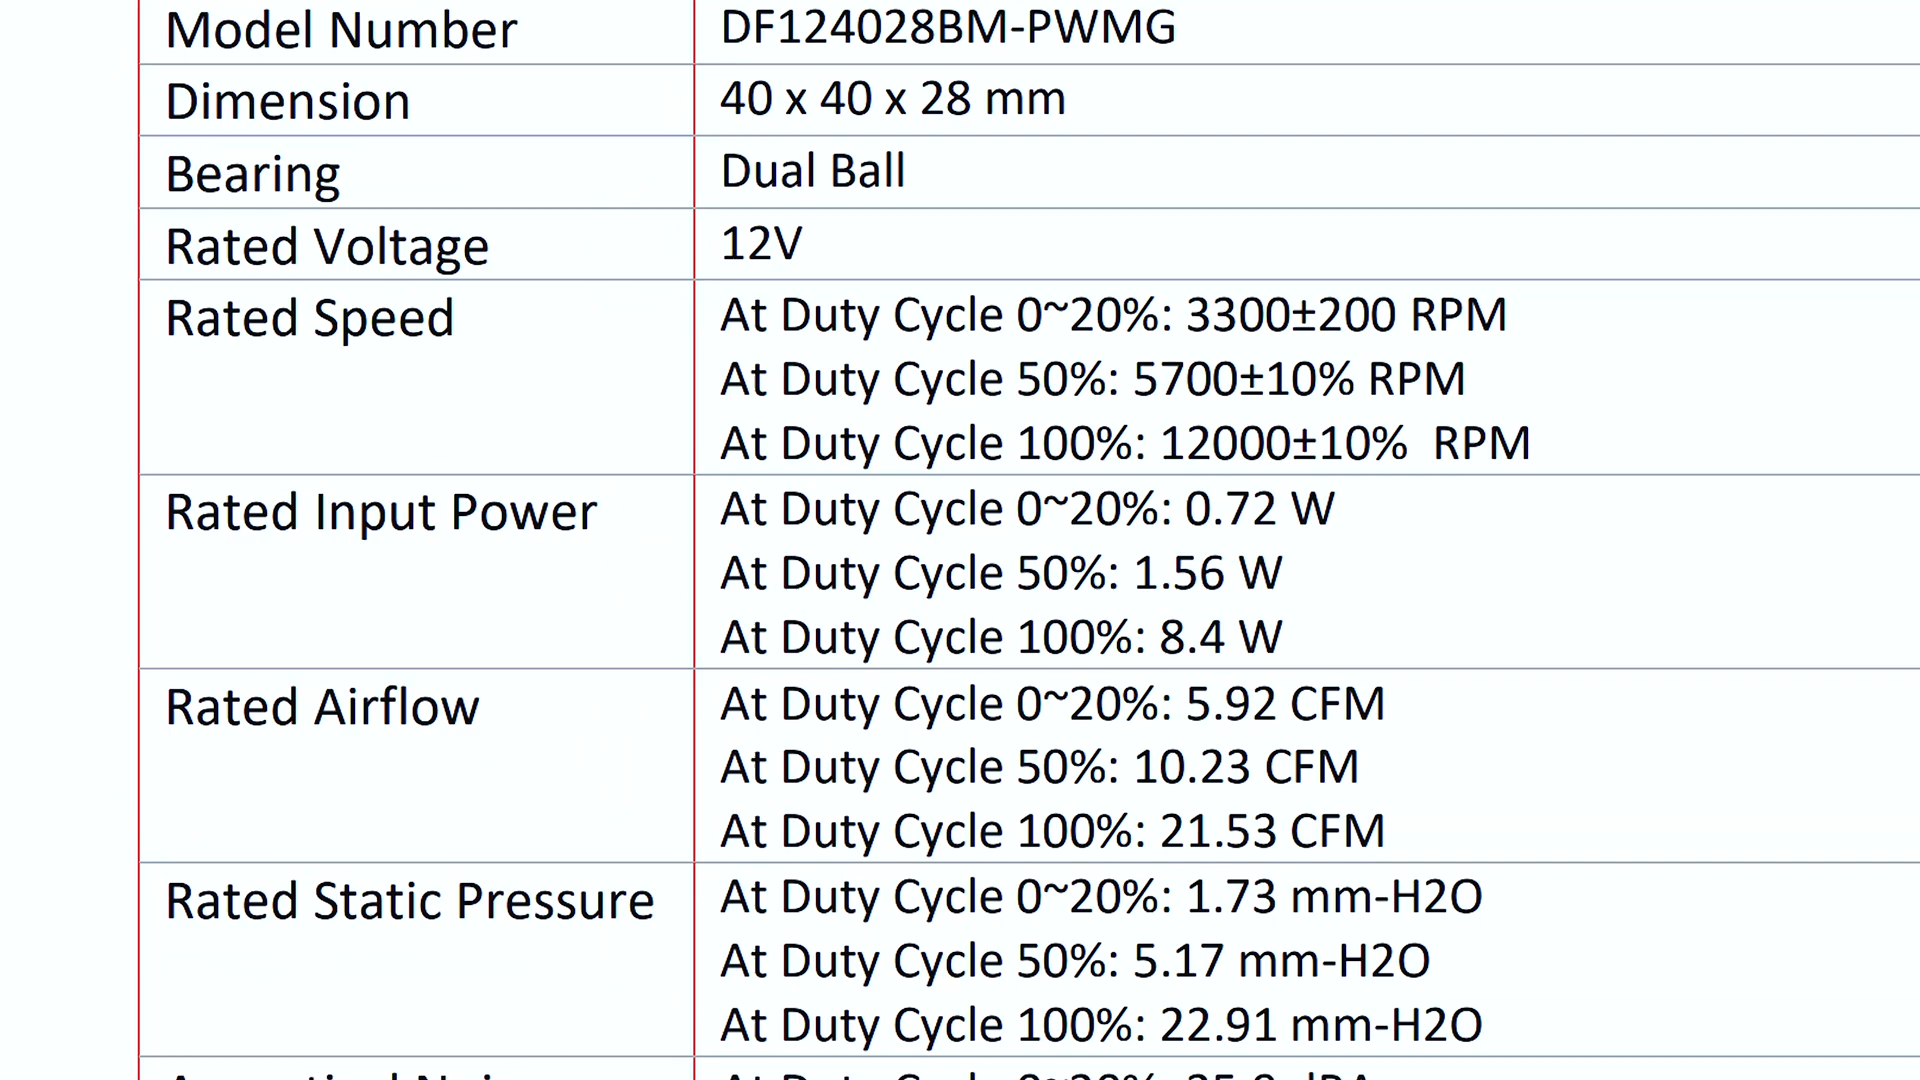 Model Number DF124028BM-PWMG
Dimension 40 x 40 x 28 mm
Bearing Dual Ball
Rated Voltage 12V
Rated Speed At Duty Cycle 0~20%: 3300±200 RPM
At Duty Cycle 50%: 5700±10% RPM
At Duty Cycle 100%: 12000±10%  RPM
Rated Input Power At Duty Cycle 0~20%: 0.72 W
At Duty Cycle 50%: 1.56 W
At Duty Cycle 100%: 8.4 W
Rated Airflow At Duty Cycle 0~20%: 5.92 CFM
At Duty Cycle 50%: 10.23 CFM
At Duty Cycle 100%: 21.53 CFM
Rated Static Pressure At Duty Cycle 0~20%: 1.73 mm-H2O
At Duty Cycle 50%: 5.17 mm-H2O
At Duty Cycle 100%: 22.91 mm-H2O